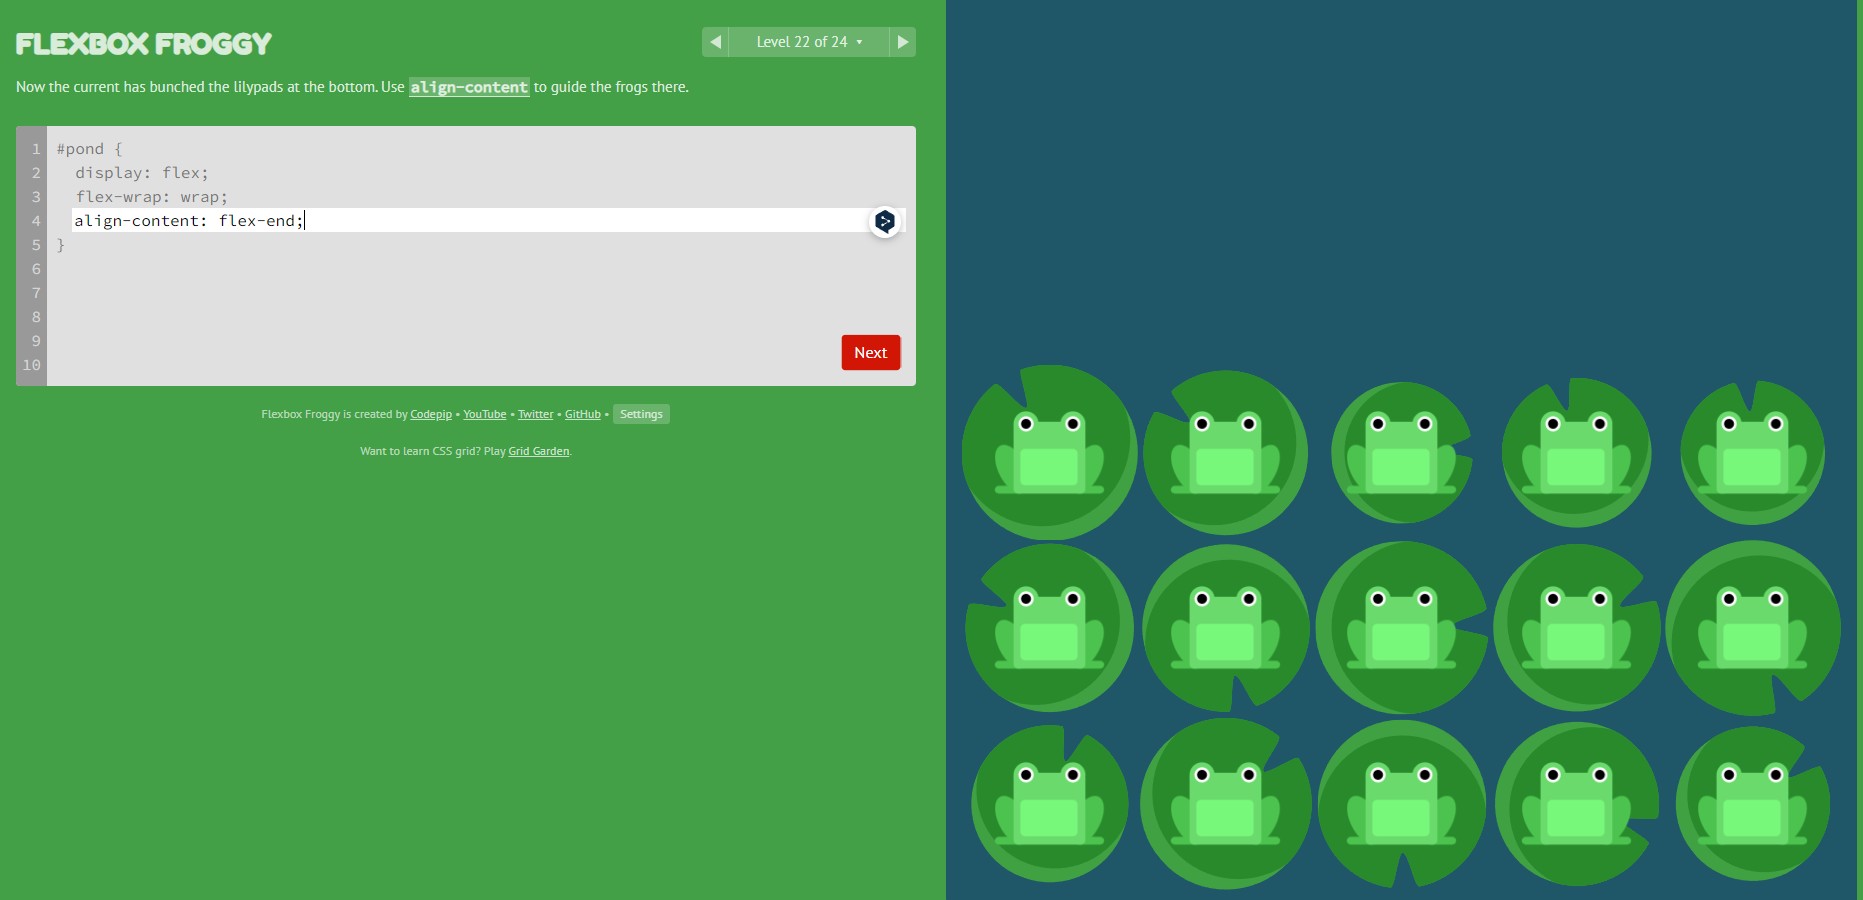 FLEXBOX FROGGY
◀ Level 22 of 24 ▾ ▶
Now the current has bunched the lilypads at the bottom. Use align-content to guide the frogs there.
1 #pond {
2 display: flex;
3 flex-wrap: wrap;
4 align-content: flex-end;
5 }
6
7
8
9
10
Next
Flexbox Froggy is created by Codepip • YouTube • Twitter • GitHub • Settings
Want to learn CSS grid? Play Grid Garden.